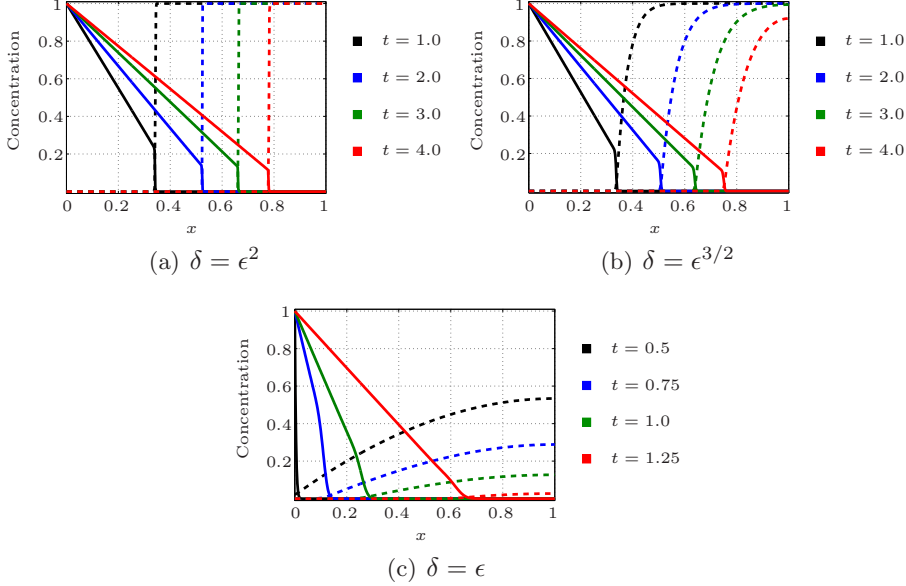 Concentration
1
0.8
0.6
0.4
0.2
0
0.2
0.4
0.6
0.8
1
x
t = 1.0
t = 2.0
t = 3.0
t = 4.0
(a) δ = ϵ²
Concentration
1
0.8
0.6
0.4
0.2
0
0.2
0.4
0.6
0.8
1
x
t = 1.0
t = 2.0
t = 3.0
t = 4.0
(b) δ = ϵ^{3/2}
Concentration
1
0.8
0.6
0.4
0.2
0
0.2
0.4
0.6
0.8
1
x
t = 0.5
t = 0.75
t = 1.0
t = 1.25
(c) δ = ϵ